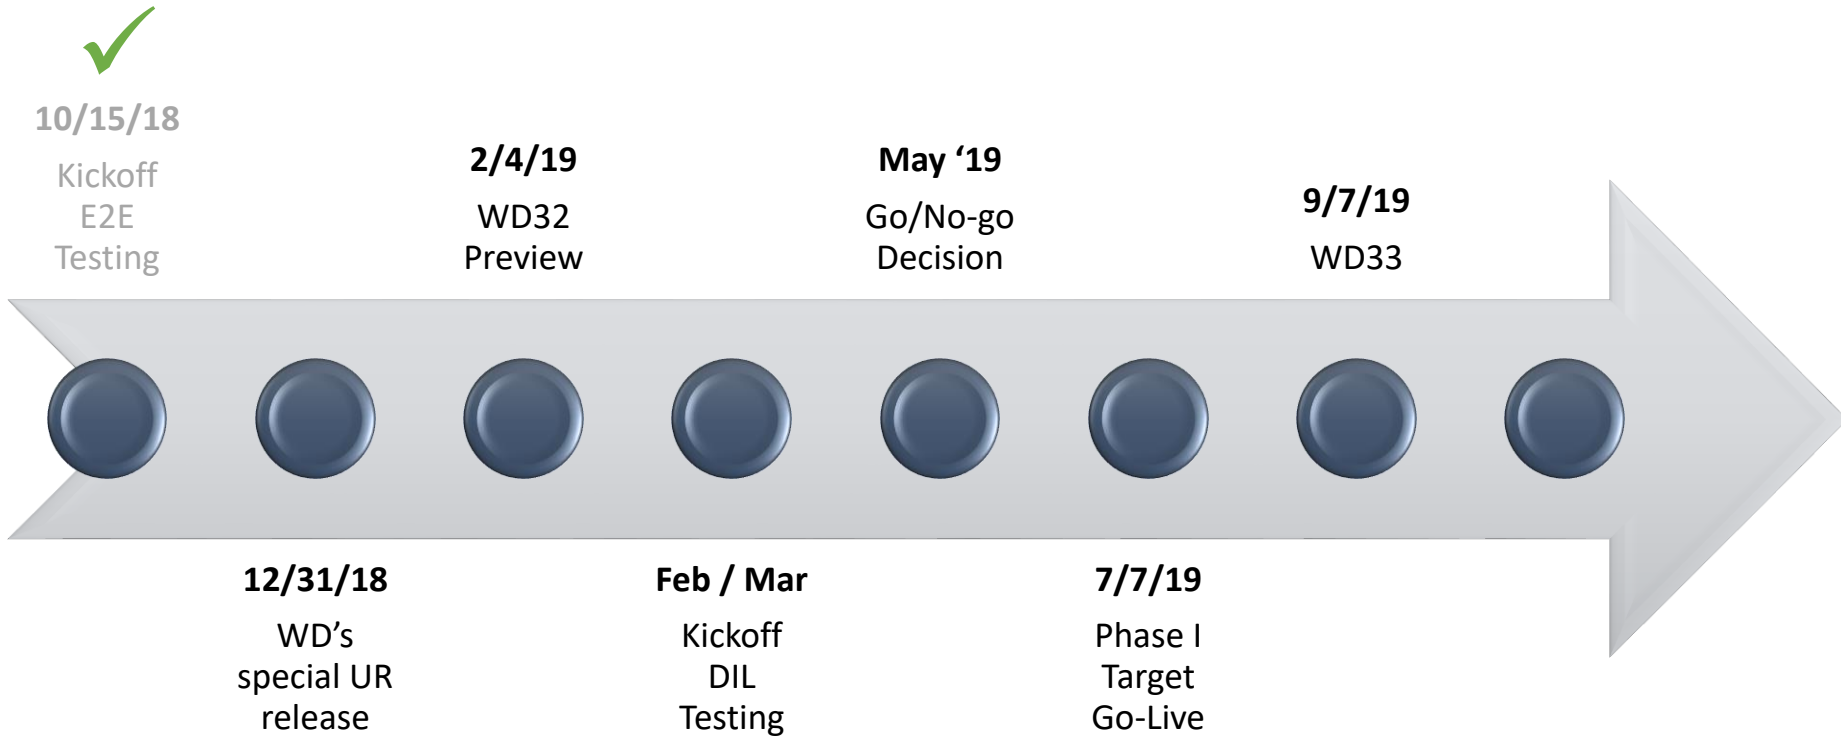 10/15/18
Kickoff
E2E
Testing
12/31/18
WD’s
special UR
release
2/4/19
WD32
Preview
Feb / Mar
Kickoff
DIL
Testing
May ‘19
Go/No-go
Decision
7/7/19
Phase I
Target
Go-Live
9/7/19
WD33